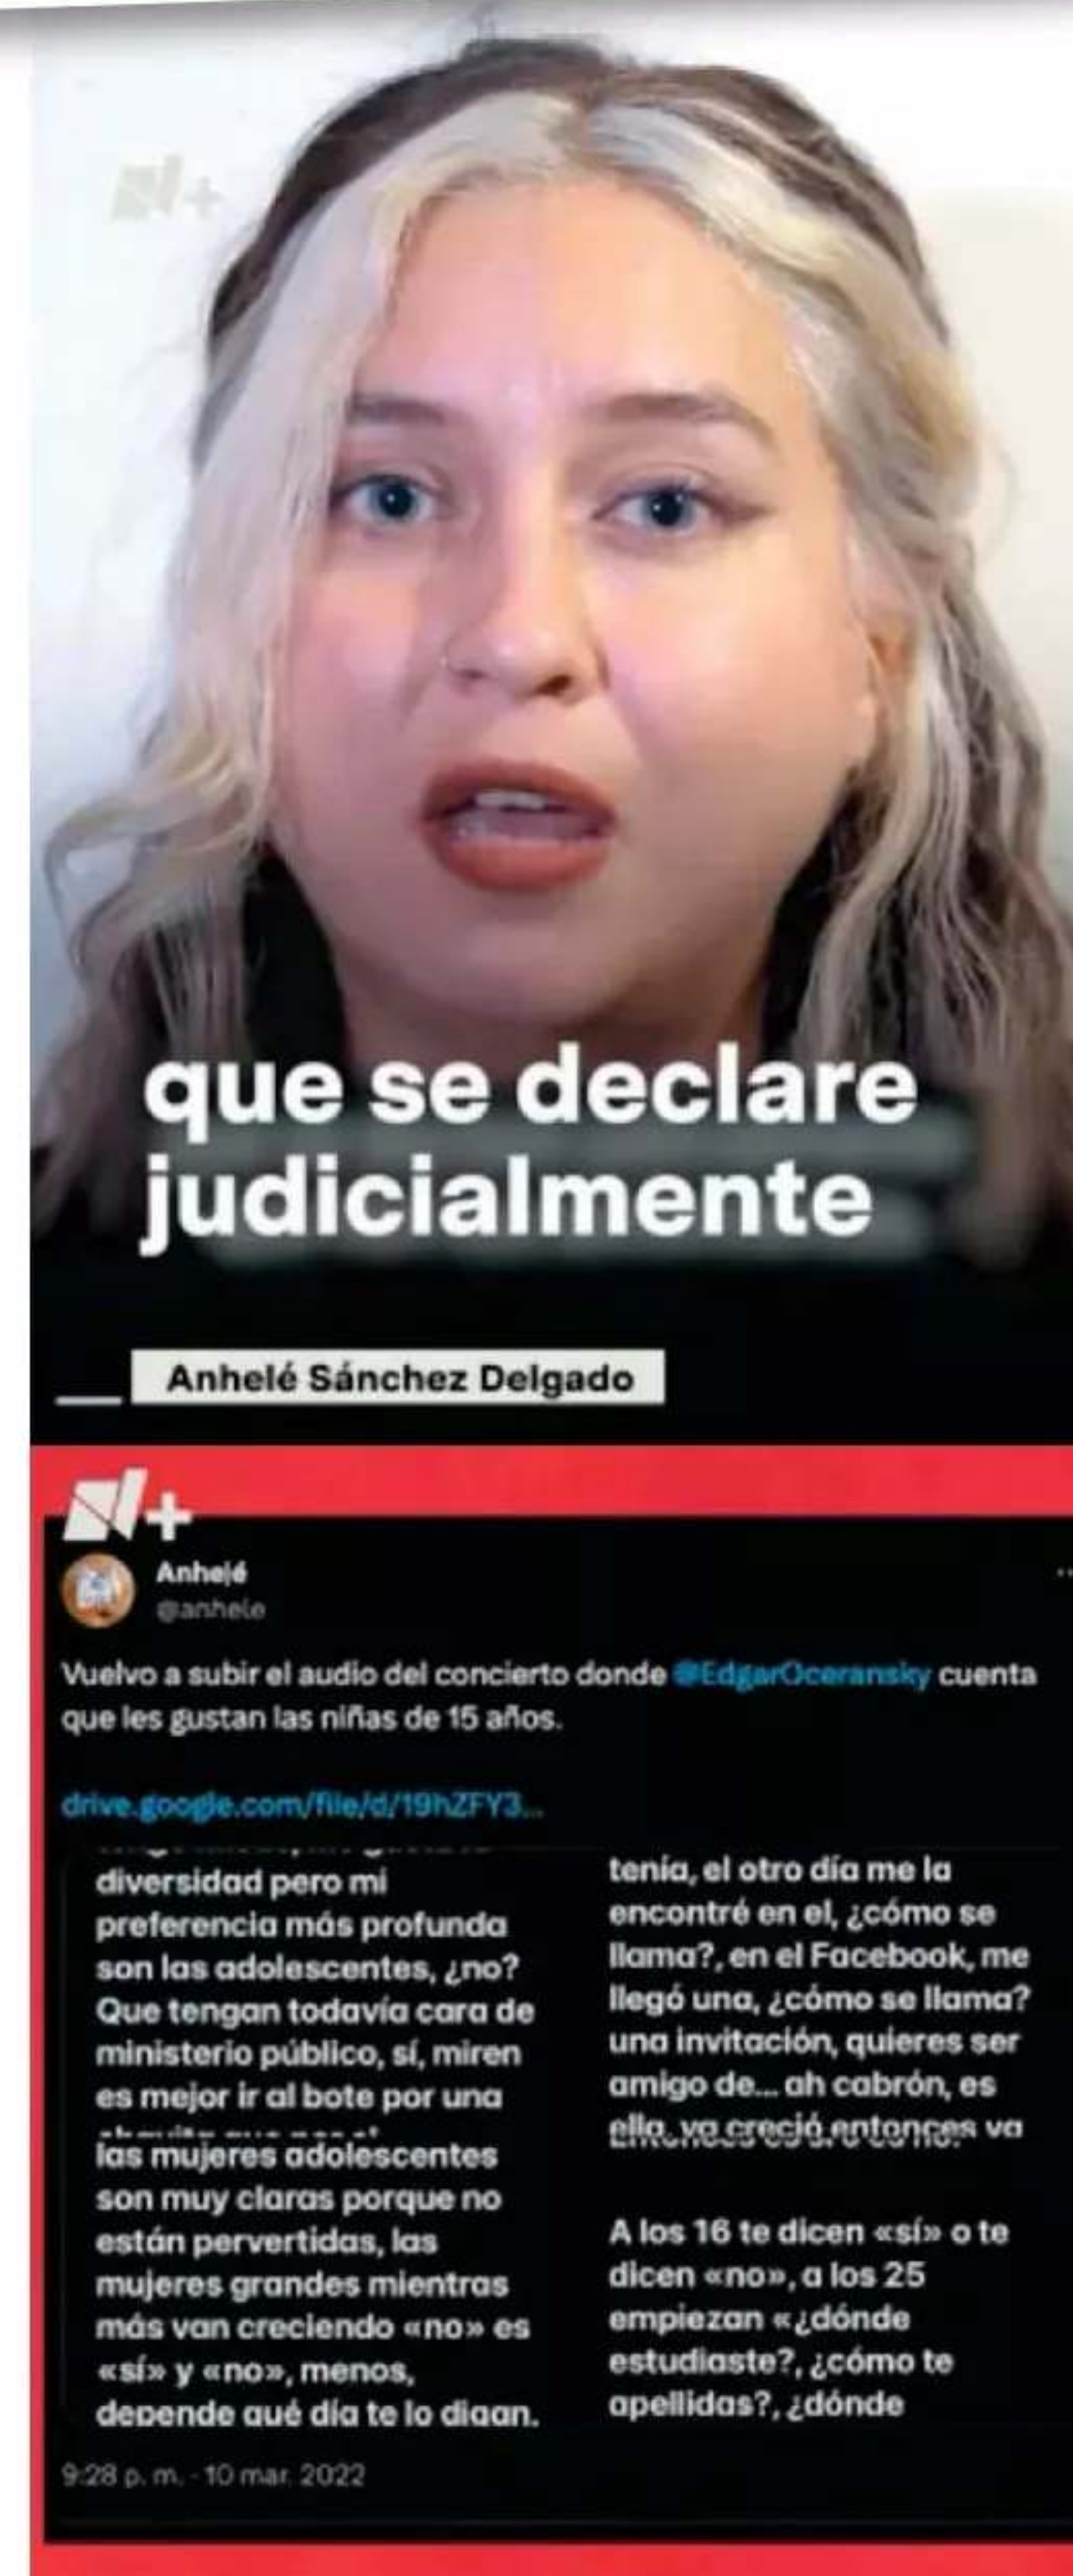 N+
que se declare
judicialmente
Anhelé Sánchez Delgado
N+
Anhelé
@anhele
Vuelvo a subir el audio del concierto donde @EdgarOceransky cuenta
que les gustan las niñas de 15 años.
drive.google.com/file/d/19hZFY3...
diversidad pero mi
preferencia más profunda
son las adolescentes, ¿no?
Que tengan todavía cara de
ministerio público, sí, miren
es mejor ir al bote por una
las mujeres adolescentes
son muy claras porque no
están pervertidas, las
mujeres grandes mientras
más van creciendo «no» es
«sí» y «no», menos,
depende qué día te lo digan.
tenía, el otro día me la
encontré en el, ¿cómo se
llama?, en el Facebook, me
llegó una, ¿cómo se llama?
una invitación, quieres ser
amigo de... ah cabrón, es
ella, ya creció entonces ya
A los 16 te dicen «sí» o te
dicen «no», a los 25
empiezan «¿dónde
estudiaste?, ¿cómo te
apellidas?, ¿dónde
9:28 p. m. · 10 mar. 2022